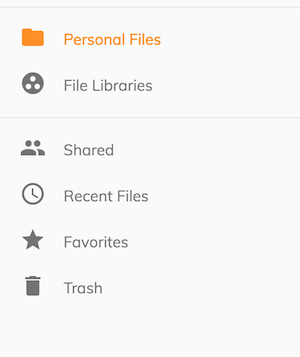 Personal Files
File Libraries
Shared
Recent Files
Favorites
Trash